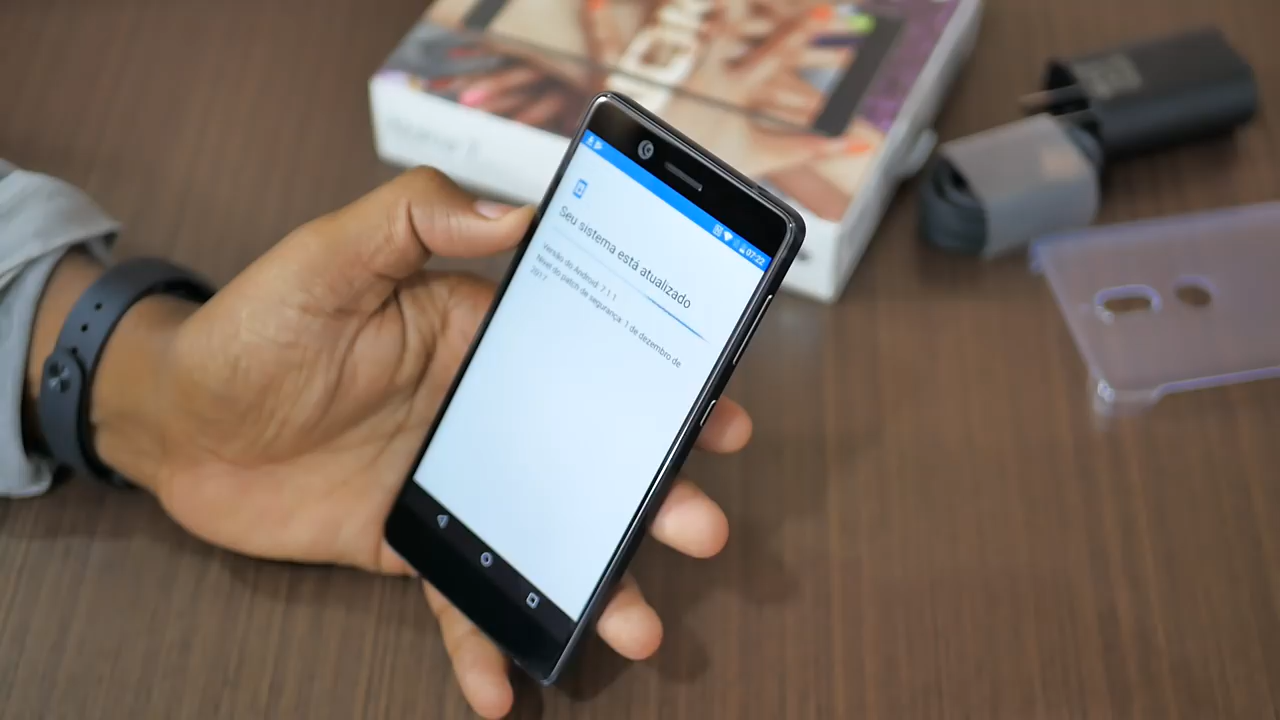 07:22
Seu sistema está atualizado
Versão do Android: 7.1.1
Nível do patch de segurança: 1 de dezembro de
2017